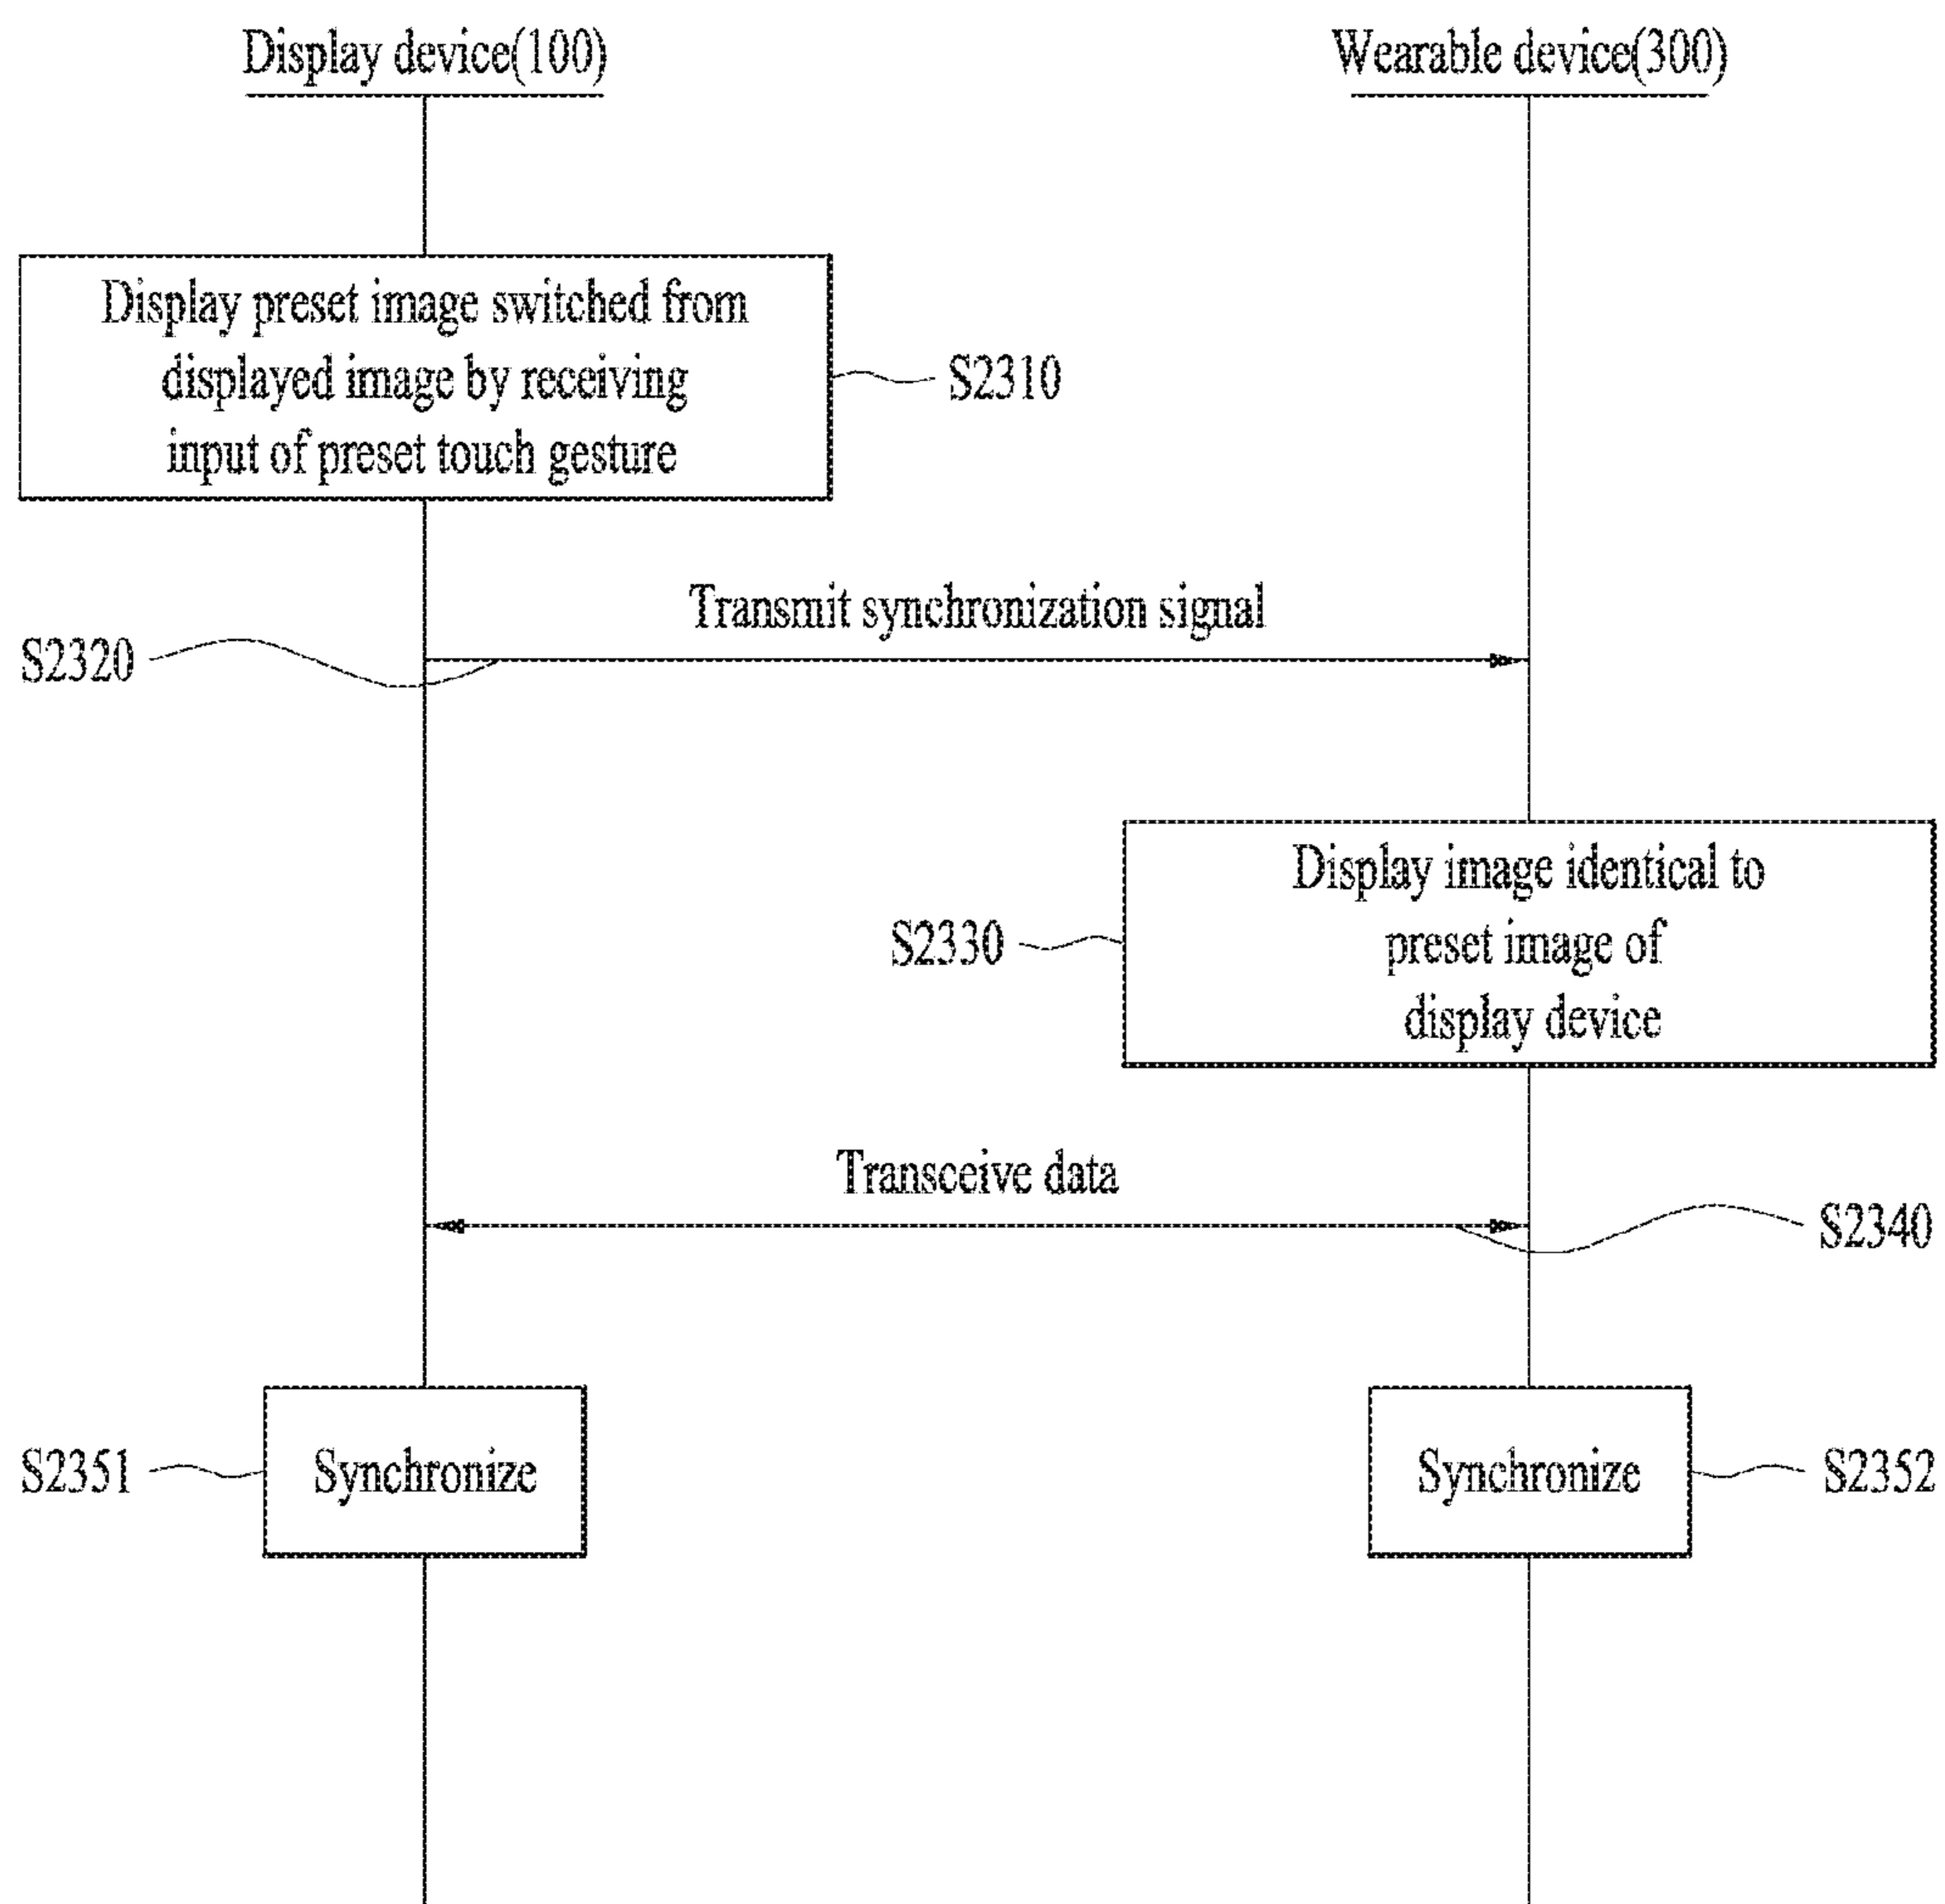 Display device(100)
Wearable device(300)
Display preset image switched from
displayed image by receiving
input of preset touch gesture
S2310
Transmit synchronization signal
S2320
Display image identical to
preset image of
display device
S2330
Transceive data
S2340
S2351
Synchronize
Synchronize
S2352